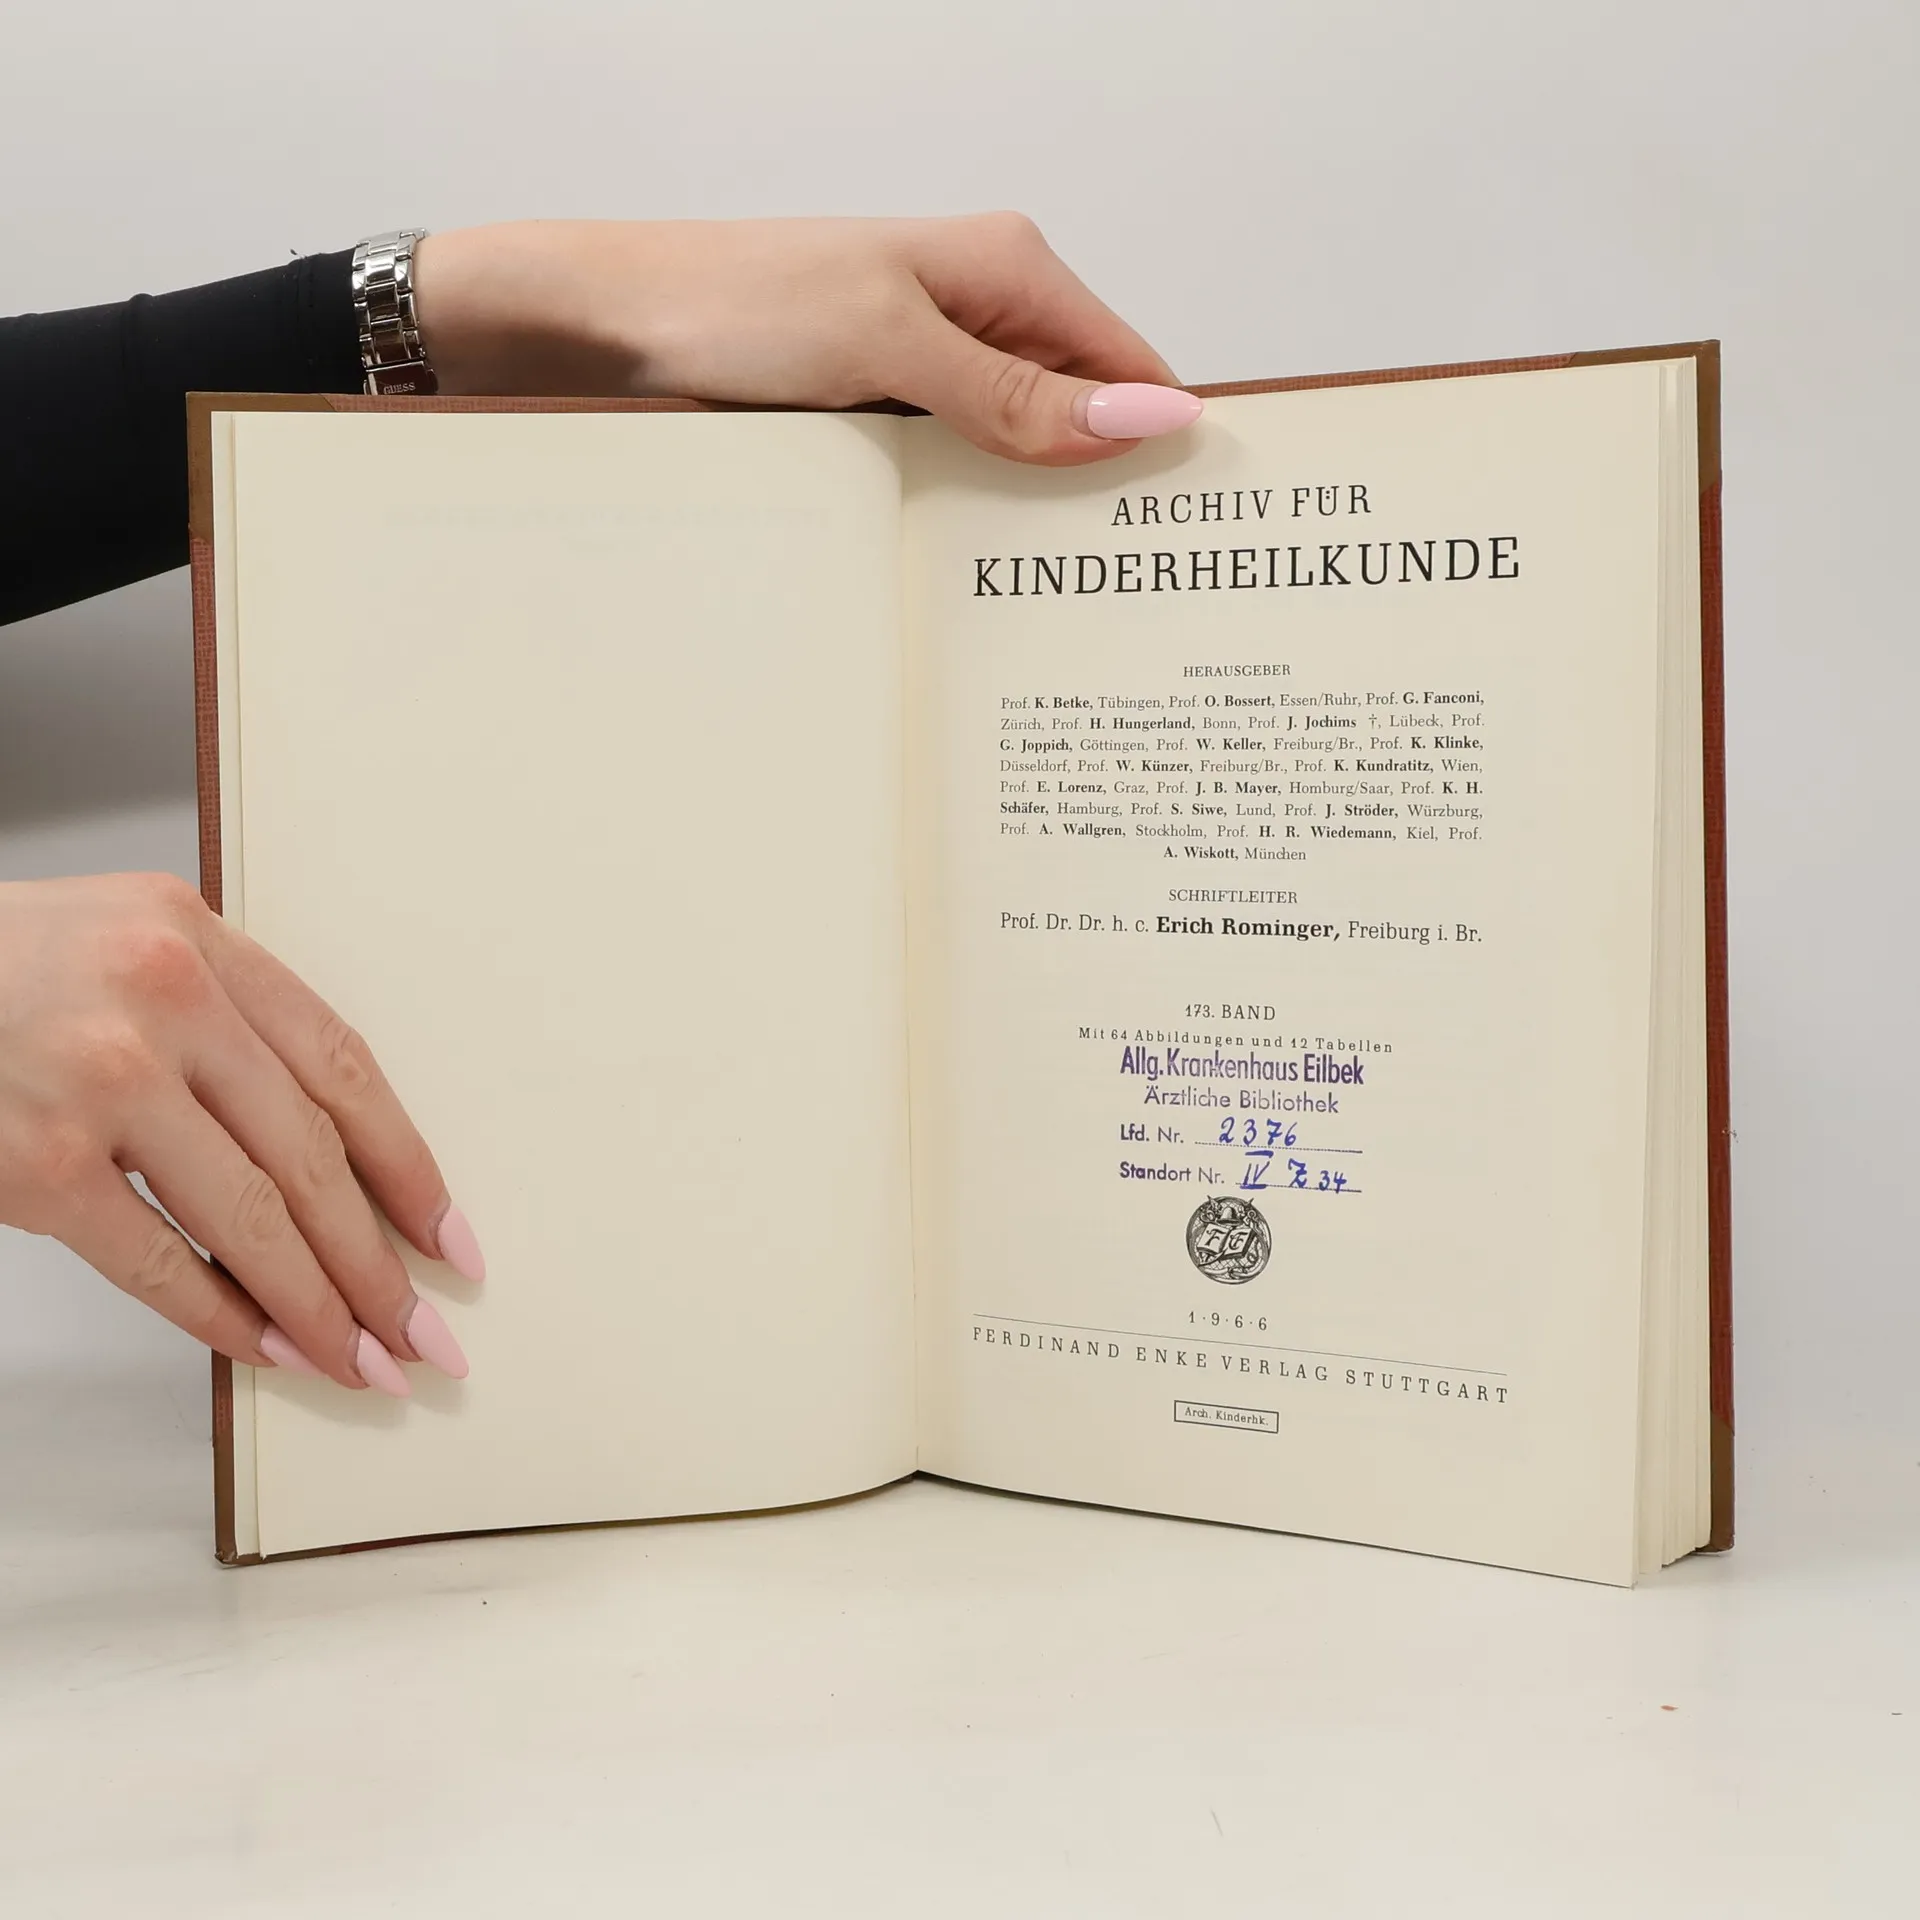 GUESS
ARCHIV FÜR
KINDERHEILKUNDE
HERAUSGEBER
Prof. K. Betke, Tübingen, Prof. O. Bossert, Essen/Ruhr, Prof. G. Fanconi,
Zürich, Prof. H. Hungerland, Bonn, Prof. J. Jochims †, Lübeck, Prof.
G. Joppich, Göttingen, Prof. W. Keller, Freiburg/Br., Prof. K. Klinke,
Düsseldorf, Prof. W. Künzer, Freiburg/Br., Prof. K. Kundratitz, Wien,
Prof. E. Lorenz, Graz, Prof. J. B. Mayer, Homburg/Saar, Prof. K. H.
Schäfer, Hamburg, Prof. S. Siwe, Lund, Prof. J. Ströder, Würzburg,
Prof. A. Wallgren, Stockholm, Prof. H. R. Wiedemann, Kiel, Prof.
A. Wiskott, München
SCHRIFTLEITER
Prof. Dr. Dr. h. c. Erich Rominger, Freiburg i. Br.
173. BAND
Mit 64 Abbildungen und 12 Tabellen
Allg. Krankenhaus Eilbek
Ärztliche Bibliothek
Lfd. Nr. 2376
Standort Nr. IV Z 34
F E
1·9·6·6
FERDINAND ENKE VERLAG STUTTGART
Arch. Kinderhk.